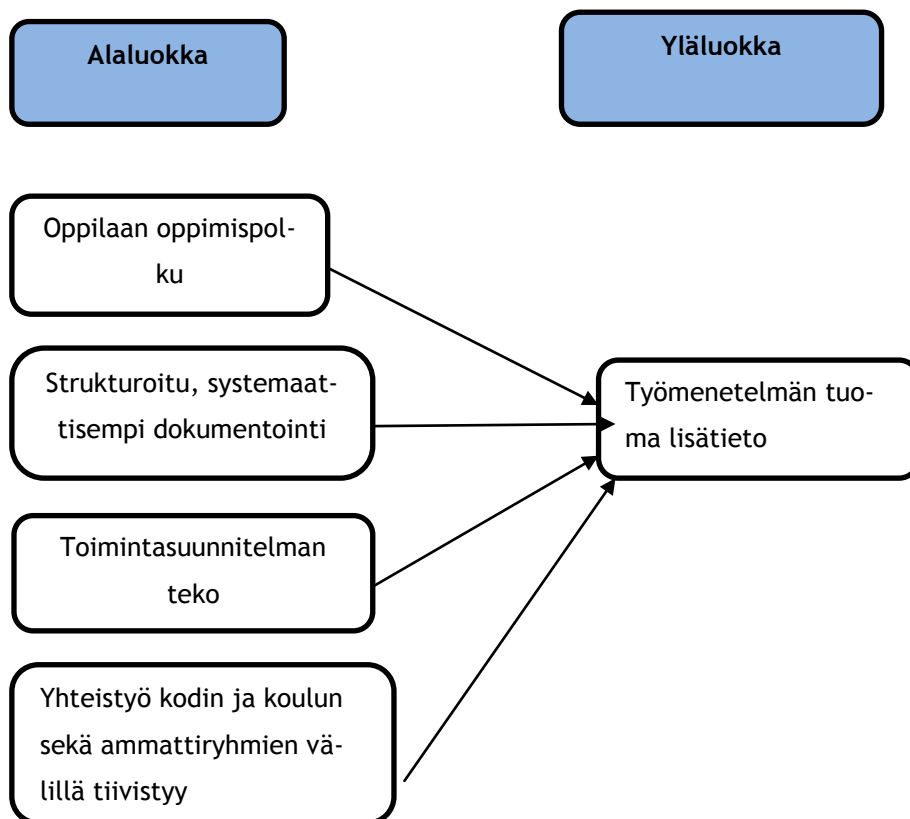 Alaluokka
Yläluokka
Oppilaan oppimispol-
ku
Strukturoitu, systemaat-
tisempi dokumentointi
Työmenetelmän tuo-
ma lisätieto
Toimintasuunnitelman
teko
Yhteistyö kodin ja koulun
sekä ammattiryhmien vä-
lillä tiivistyy